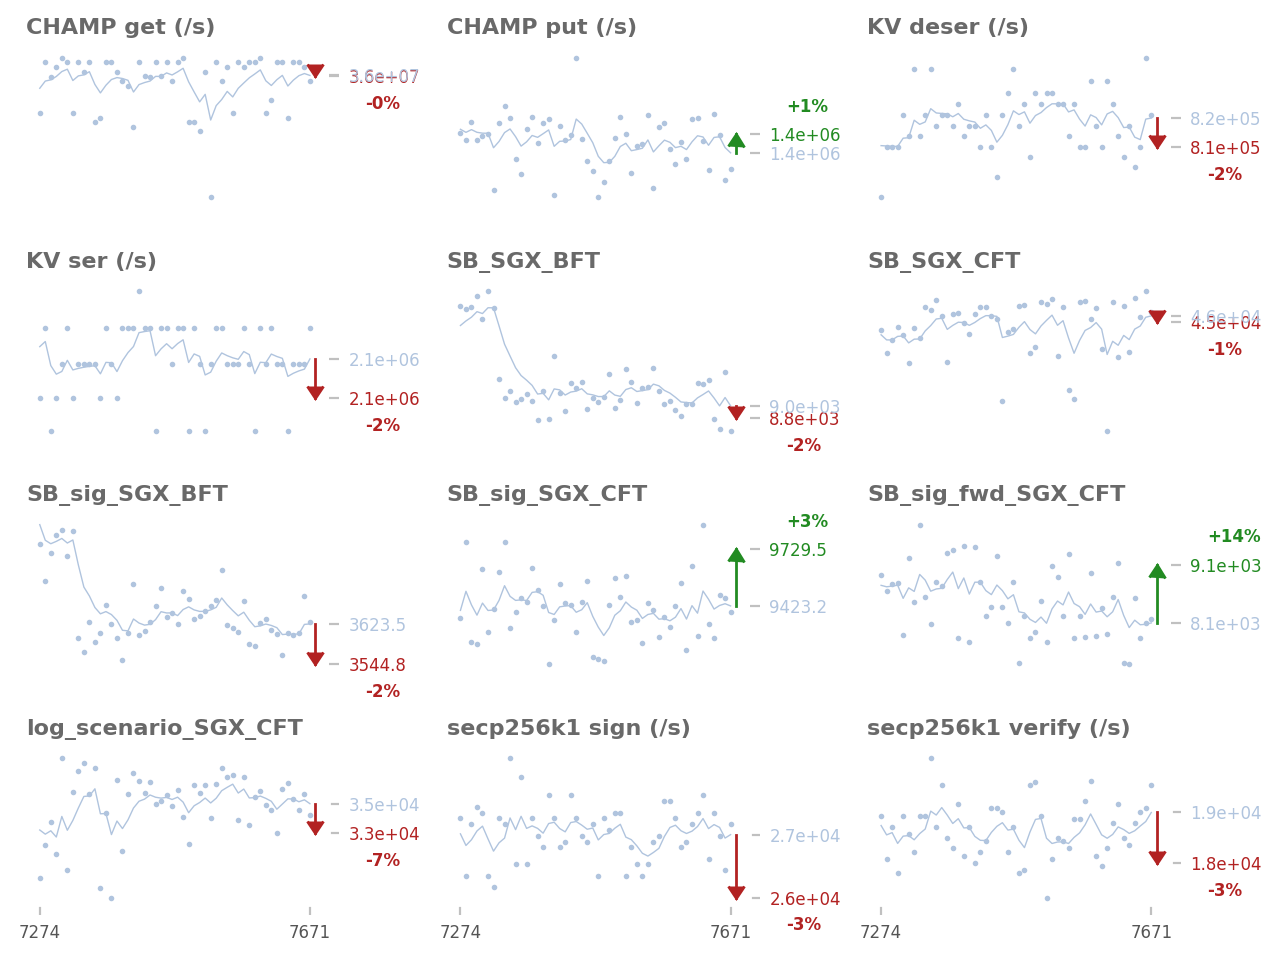 CHAMP get (/s)
3.6e+07
3.6e+07
-0%
CHAMP put (/s)
+1%
1.4e+06
1.4e+06
KV deser (/s)
8.2e+05
8.1e+05
-2%
KV ser (/s)
2.1e+06
2.1e+06
-2%
SB_SGX_BFT
9.0e+03
8.8e+03
-2%
SB_SGX_CFT
4.6e+04
4.5e+04
-1%
SB_sig_SGX_BFT
3623.5
3544.8
-2%
SB_sig_SGX_CFT
+3%
9729.5
9423.2
SB_sig_fwd_SGX_CFT
+14%
9.1e+03
8.1e+03
log_scenario_SGX_CFT
3.5e+04
3.3e+04
-7%
7274
7671
secp256k1 sign (/s)
2.7e+04
2.6e+04
-3%
7274
7671
secp256k1 verify (/s)
1.9e+04
1.8e+04
-3%
7274
7671